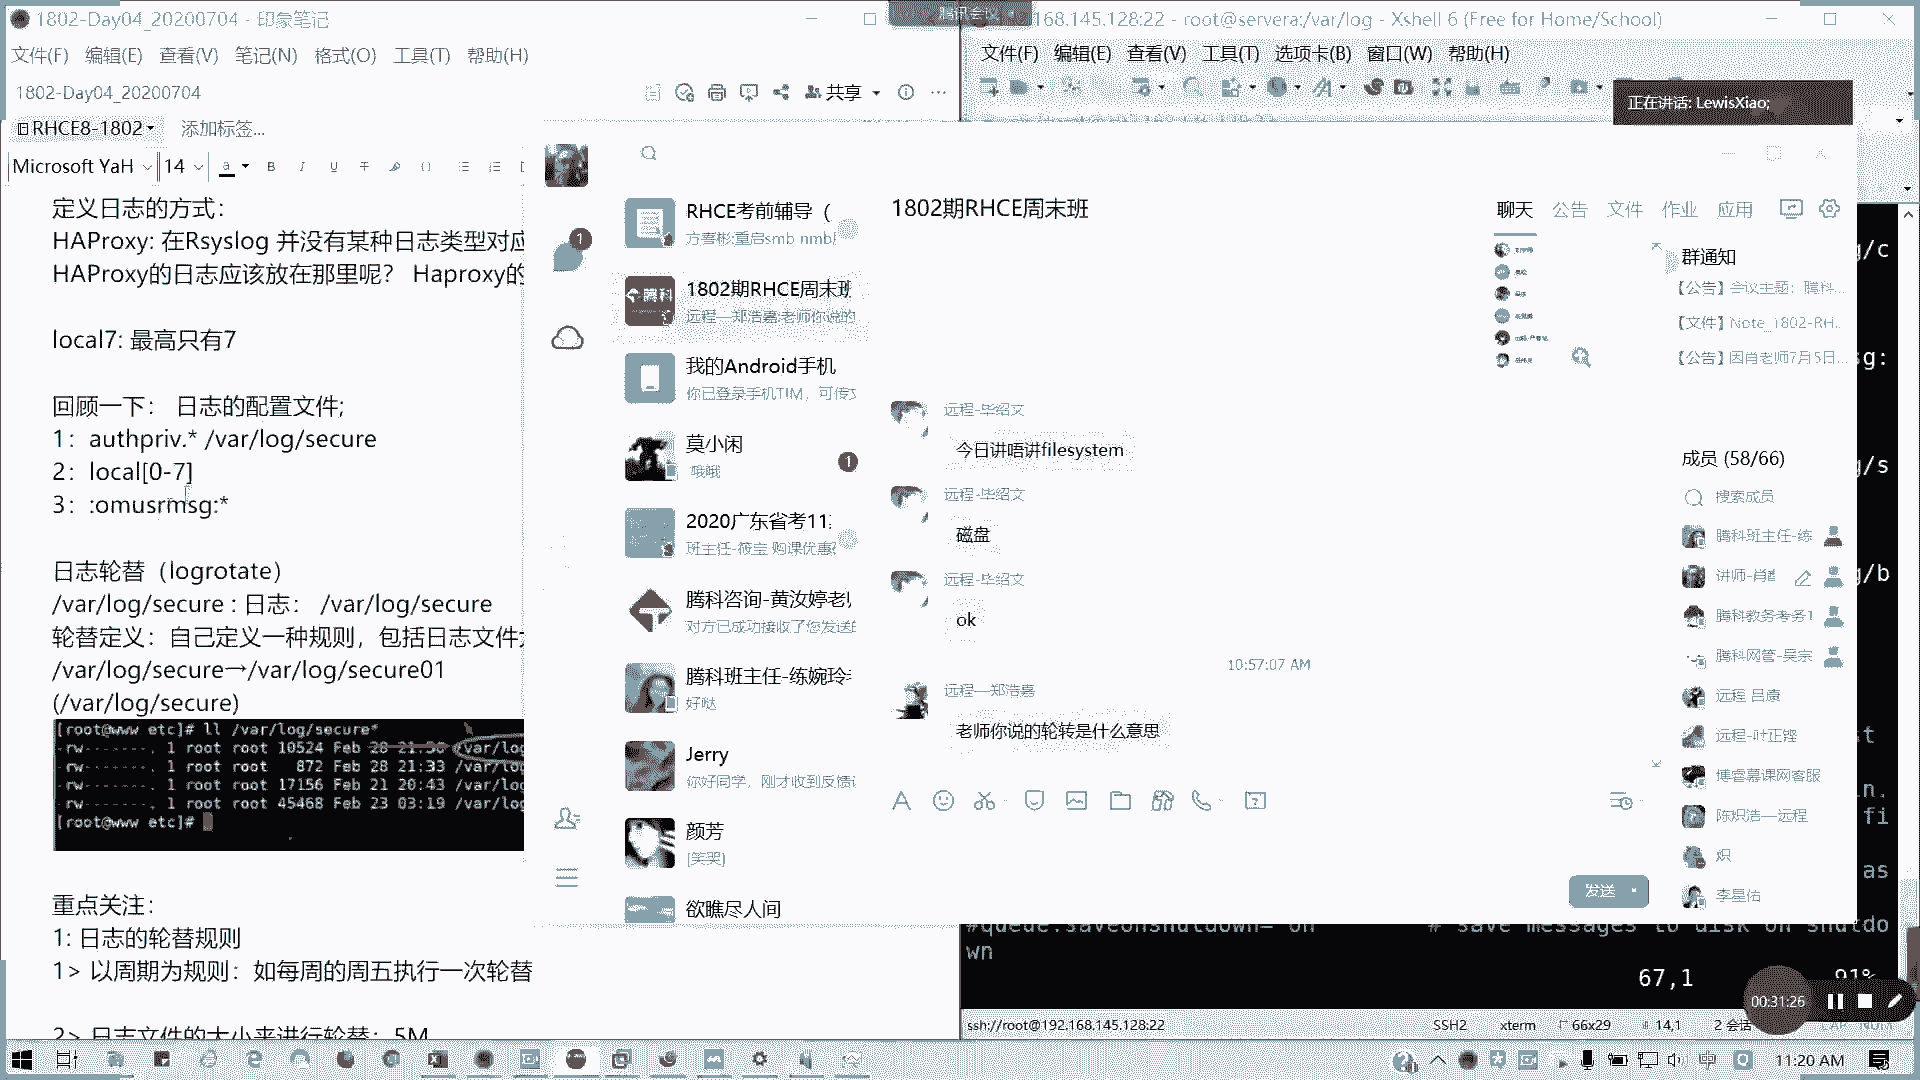 1802-Day04_20200704 - 印象笔记
文件(F) 编辑(E) 查看(V) 笔记(N) 格式(O) 工具(T) 帮助(H)
1802-Day04_20200704
共享
RHCE8-1802
添加标签...
Microsoft YaH 14
定义日志的方式：
HAProxy: 在Rsyslog 并没有某种日志类型对应
HAProxy的日志应该放在那里呢？ Haproxy的
local7: 最高只有7
回顾一下： 日志的配置文件;
1：authpriv.* /var/log/secure
2：local[0-7]
3：:omusrmsg:*
日志轮替（logrotate）
/var/log/secure : 日志： /var/log/secure
轮替定义：自己定义一种规则，包括日志文件
/var/log/secure→/var/log/secure01
(/var/log/secure)
[root@www etc]# ll /var/log/secure*
-rw-------. 1 root root 10524 Feb 28 21:36 /var/log
-rw-------. 1 root root 872 Feb 28 21:33 /var/log
-rw-------. 1 root root 17156 Feb 21 20:43 /var/log
-rw-------. 1 root root 45468 Feb 23 03:19 /var/log
[root@www etc]#
重点关注：
1: 日志的轮替规则
1> 以周期为规则：如每周的周五执行一次轮替
2> 日志文件的大小来进行轮替：5M
腾讯会议
168.145.128:22 - root@servera:/var/log - Xshell 6 (Free for Home/School)
文件(F) 编辑(E) 查看(V) 工具(T) 选项卡(B) 窗口(W) 帮助(H)
正在讲话: LewisXiao;
1
RHCE考前辅导（
方喜彬:重启smb nmb
1802期RHCE周末班
远程—郑浩嘉:老师你说的
我的Android手机
你已登录手机TIM，可传文
莫小闲
哦哦
1
2020广东省考11
班主任-筱宝 购课优惠
腾科咨询-黄汝婷老
对方已成功接收了您发送的
腾科班主任-练婉玲
好哒
Jerry
你好同学，刚才收到反馈
颜芳
[笑哭]
欲瞧尽人间
1802期RHCE周末班
聊天 公告 文件 作业 应用
远程-毕绍文
今日讲唔讲filesystem
远程-毕绍文
磁盘
远程-毕绍文
ok
10:57:07 AM
远程—郑浩嘉
老师你说的轮转是什么意思
发送
群通知
【公告】会议主题：腾科...
【文件】Note_1802-RH...
【公告】因肖老师7月5日...
成员 (58/66)
搜索成员
腾科班主任-练
讲师-肖
腾科教务考务1
腾科网管-吴宗
远程 吕康
博睿慕课网客服
陈炽浩—远程
炽
李星佑
g/c
sg:
g/s
g/b
t
n.
fi
as
#queue.saveonshutdown="on" # save messages to disk on shutdo
wn
67,1 91%
00:31:26
ssh://root@192.168.145.128:22 SSH2 xterm 66x29 14,1 2 会话 CAP NUM
11:20 AM